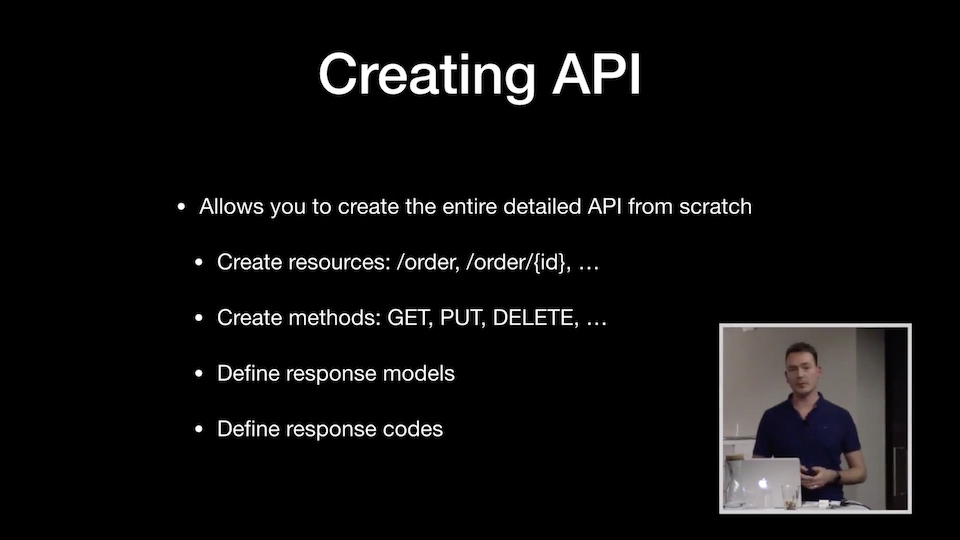 Creating API
• Allows you to create the entire detailed API from scratch
• Create resources: /order, /order/{id}, …
• Create methods: GET, PUT, DELETE, …
• Define response models
• Define response codes